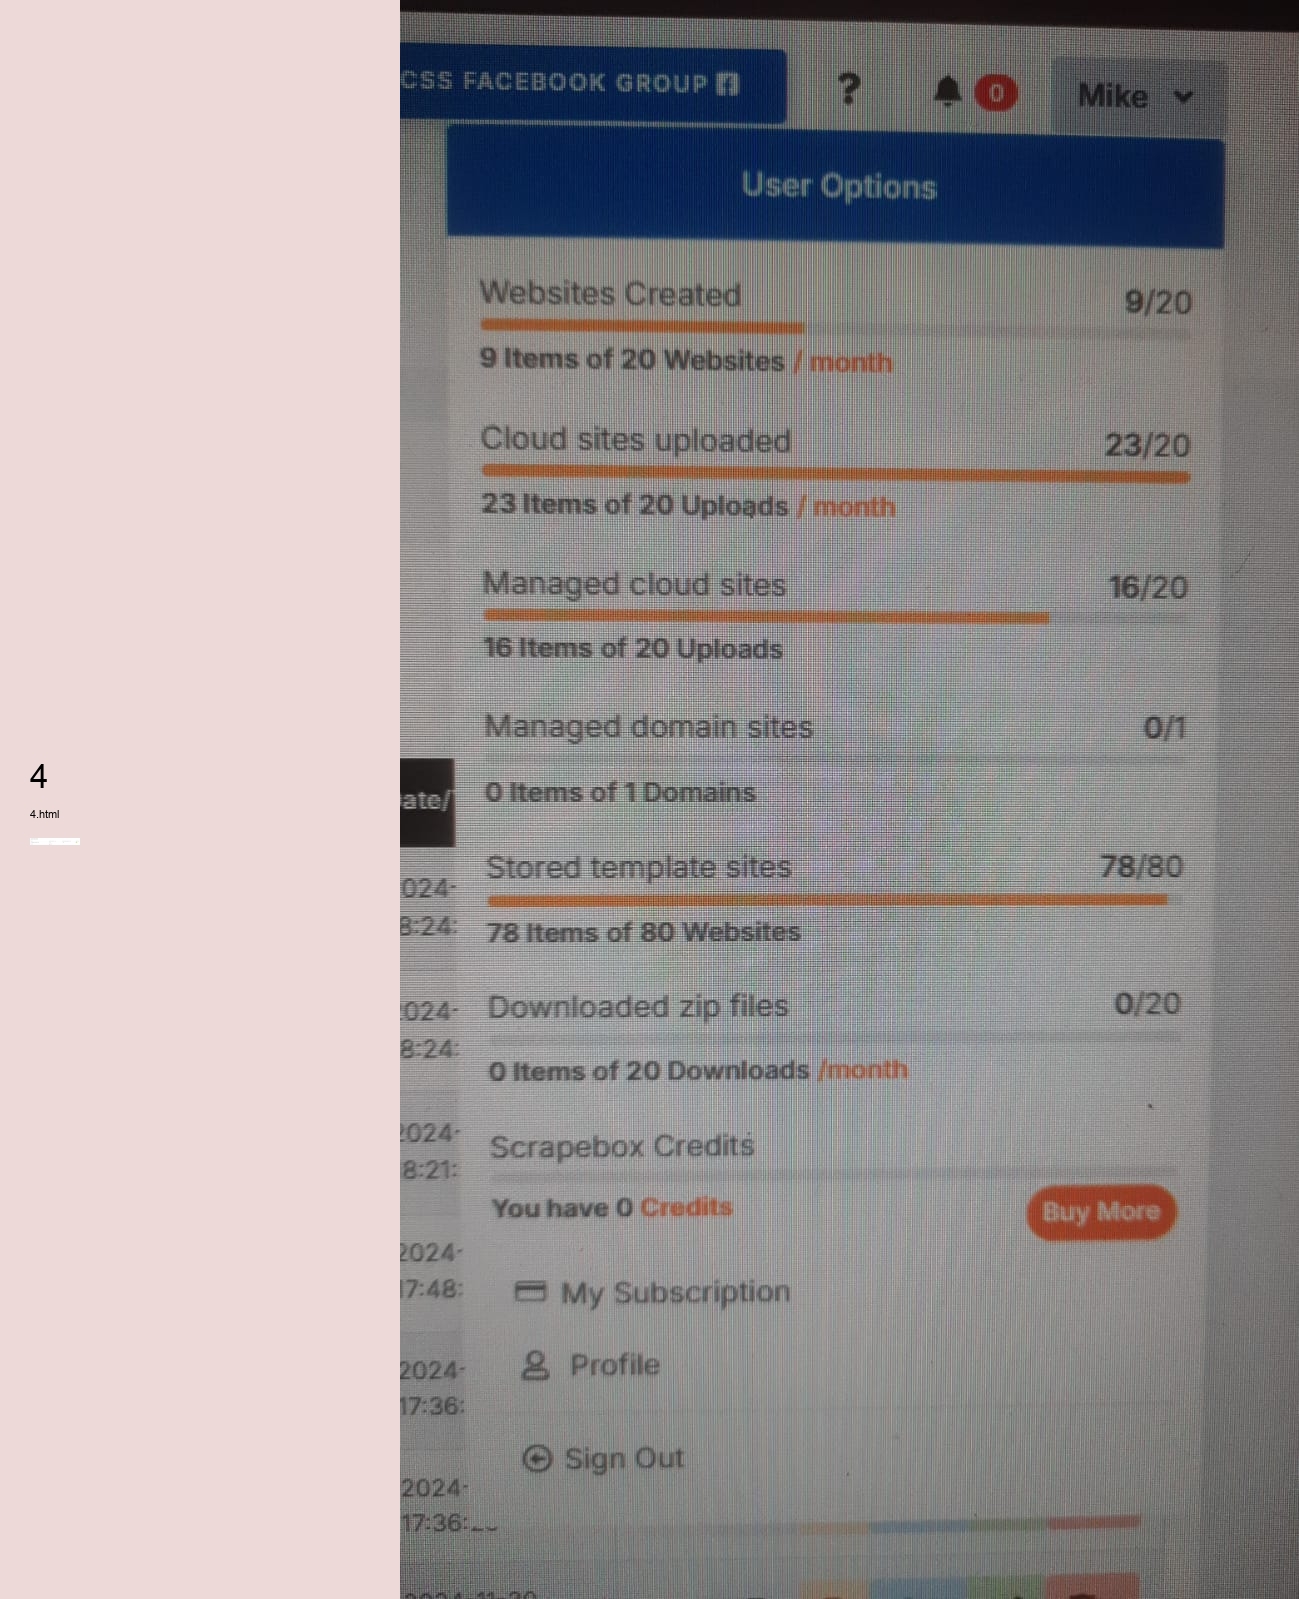 CSS FACEBOOK GROUP
?
0
Mike
User Options
Websites Created 9/20
9 Items of 20 Websites / month
Cloud sites uploaded 23/20
23 Items of 20 Uploads / month
Managed cloud sites 16/20
16 Items of 20 Uploads
Managed domain sites 0/1
0 Items of 1 Domains
4
4.html
ate/
Stored template sites 78/80
024-
8:24:
78 Items of 80 Websites
024-
Downloaded zip files 0/20
8:24:
0 Items of 20 Downloads /month
2024-
8:21:
Scrapebox Credits
You have 0 Credits
Buy More
2024-
17:48:
My Subscription
2024-
17:36:
Profile
Sign Out
2024-
17:36: